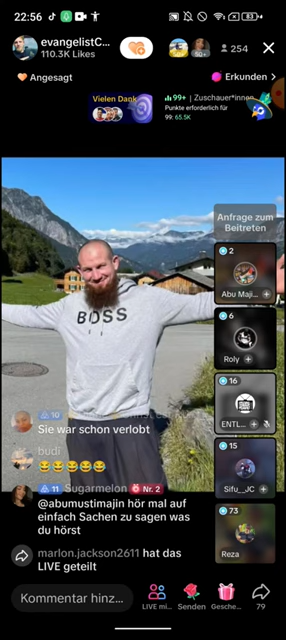 22:56
83
evangelistC...
110.3K Likes
50+
254
Angesagt
Erkunden >
Vielen Dank
99+ | Zuschauer*innen
Punkte erforderlich für
99: 65.5K
Anfrage zum
Beitreten
2
Abu Maji...
6
Roly
16
ENTL...
15
Sifu__JC
73
Reza
BOSS
10
Sie war schon verlobt
budi
11 Sugarmelon Nr. 2
@abumustimajin hör mal auf
einfach Sachen zu sagen was
du hörst
marlon.jackson2611 hat das
LIVE geteilt
Kommentar hinz...
LIVE mi...
Senden
Gesche...
79